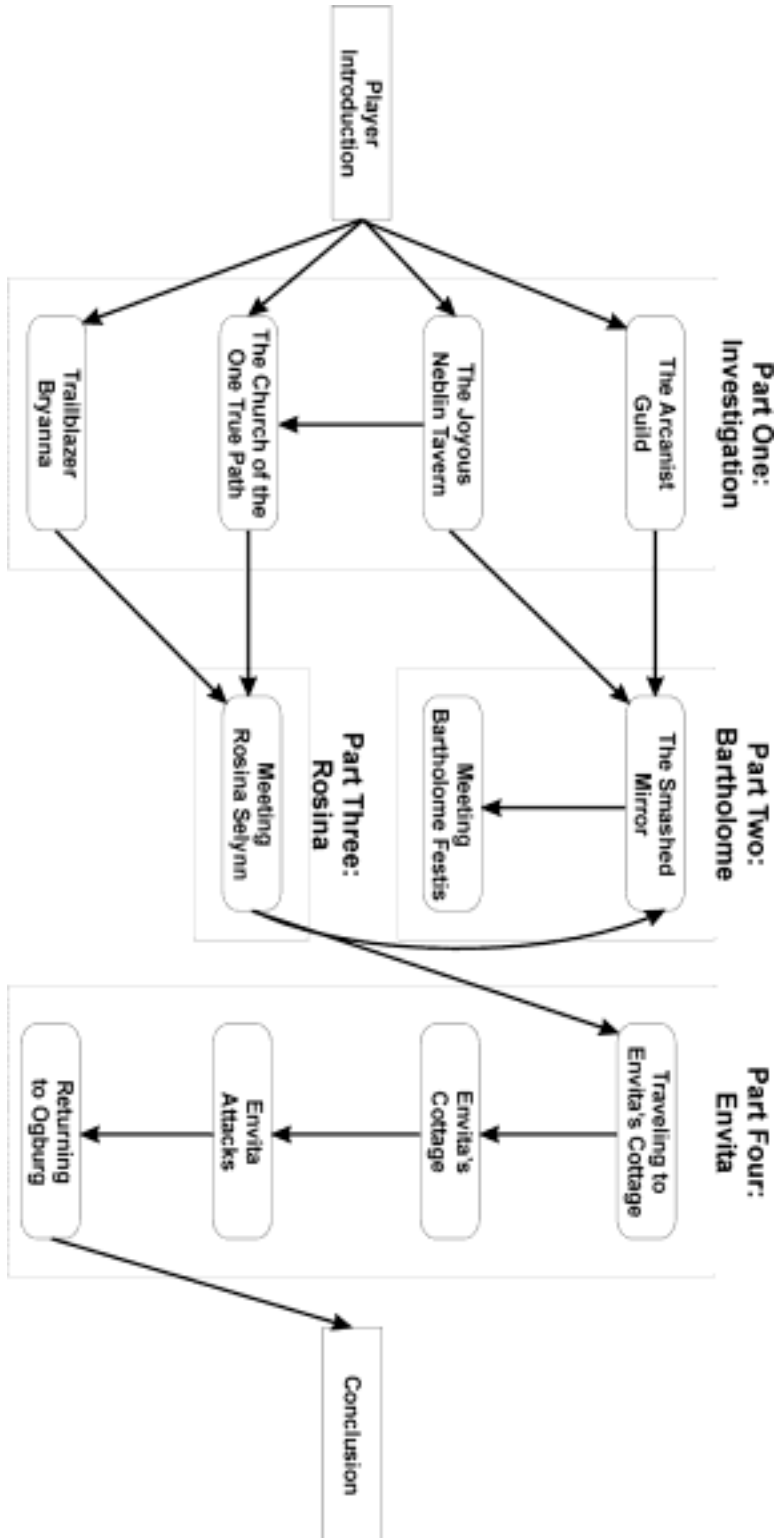 Player
Introduction
Part One:
Investigation
The Arcanist
Guild
The Joyous
Neblin Tavern
The Church of the
One True Path
Trailblazer
Bryanna
Part Two:
Bartholome
The Smashed
Mirror
Meeting
Bartholome Festis
Part Three:
Rosina
Meeting
Rosina Selynn
Part Four:
Envita
Traveling to
Envita's Cottage
Envita's
Cottage
Envita
Attacks
Returning
to Ogburg
Conclusion